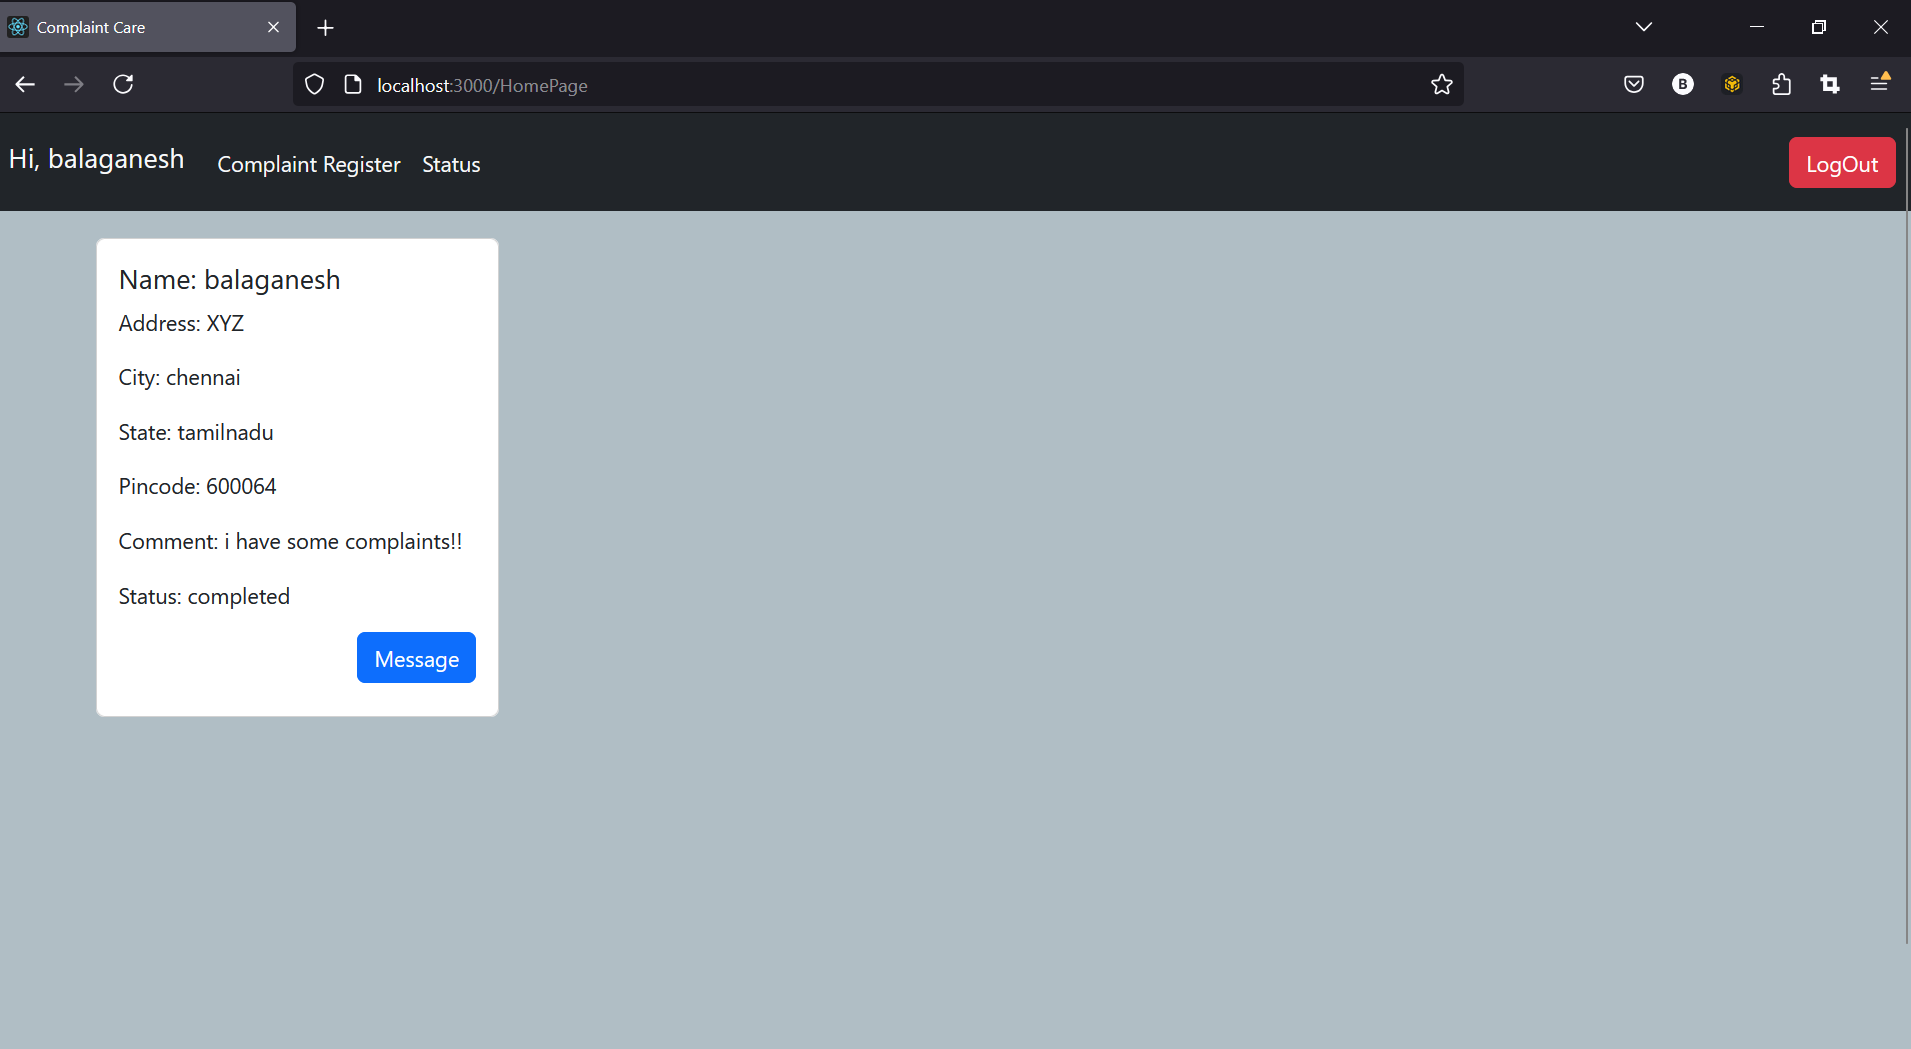 Complaint Care
localhost:3000/HomePage
B
Hi, balaganesh Complaint Register Status LogOut
Name: balaganesh
Address: XYZ
City: chennai
State: tamilnadu
Pincode: 600064
Comment: i have some complaints!!
Status: completed
Message